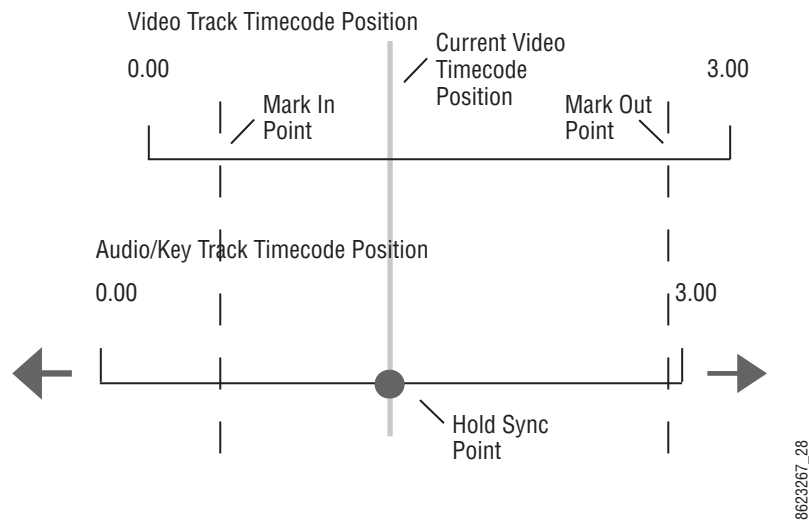 Video Track Timecode Position
0.00
Current Video
Timecode
Position
3.00
Mark In
Point
Mark Out
Point
Audio/Key Track Timecode Position
0.00
3.00
Hold Sync
Point
8623267_28